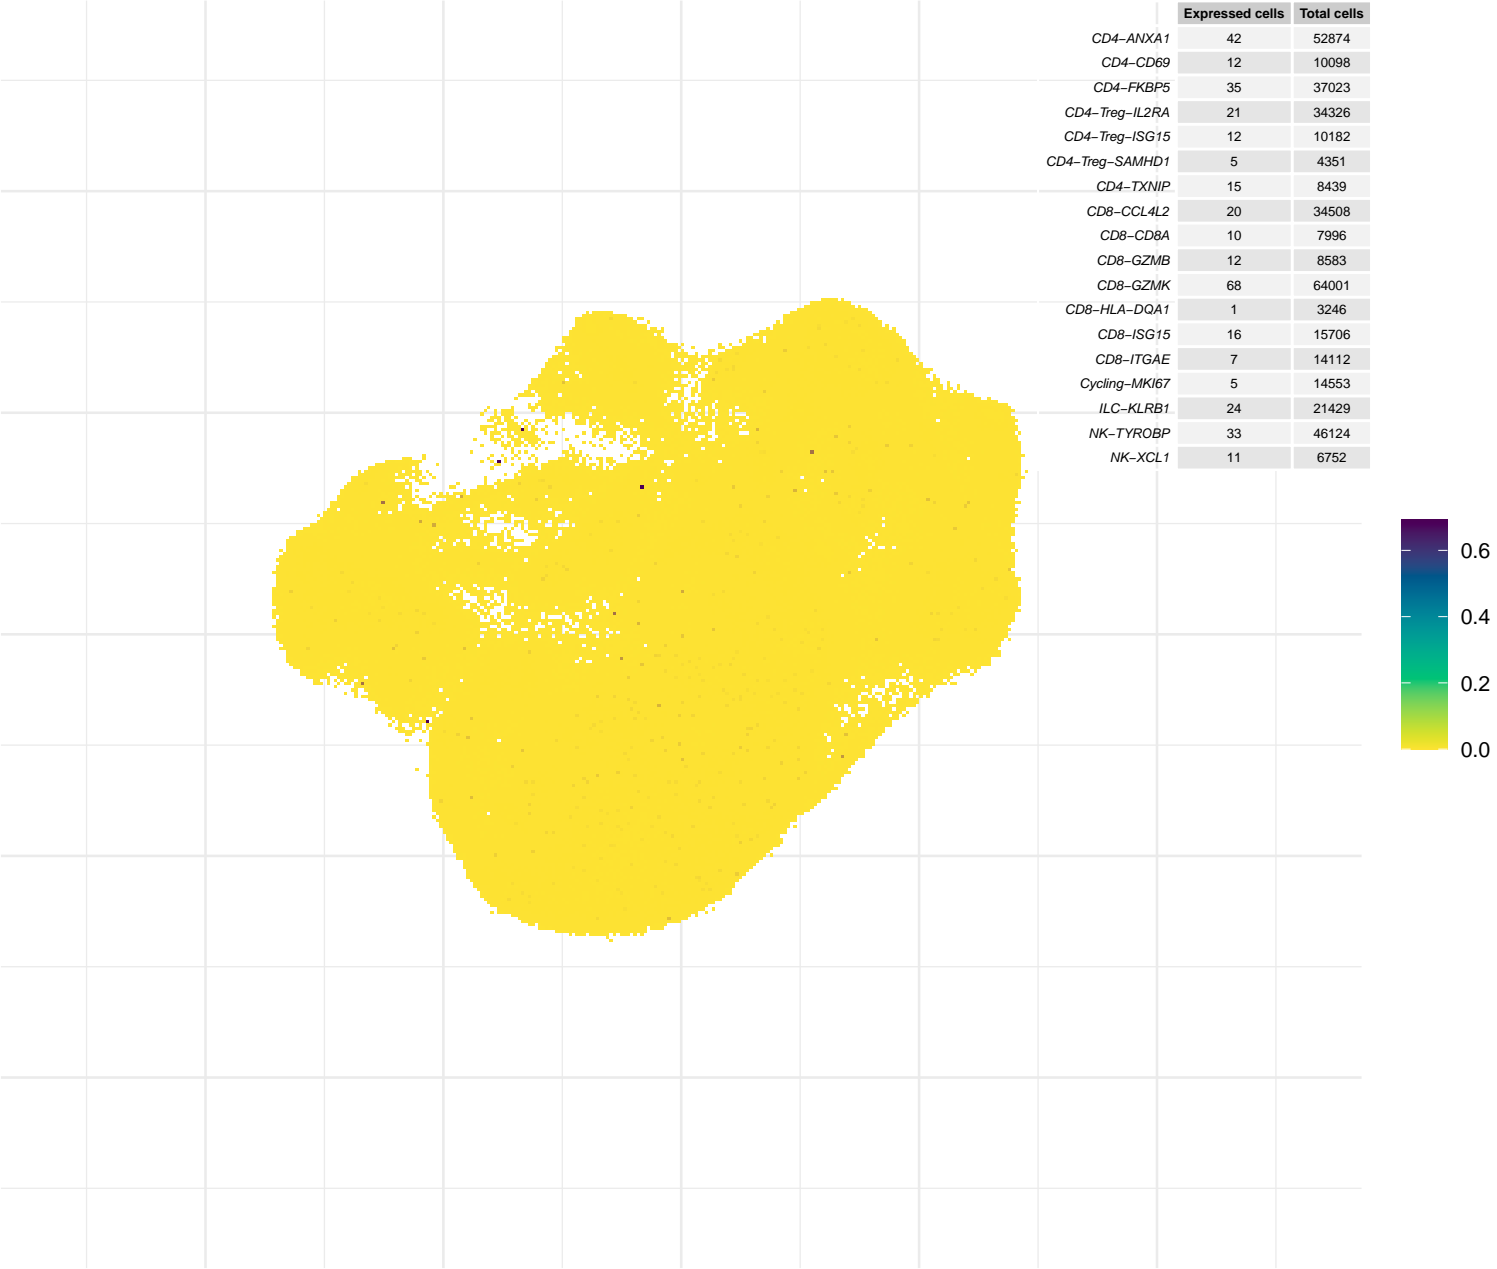 Expressed cells Total cells
CD4−ANXA1 42 52874
CD4−CD69 12 10098
CD4−FKBP5 35 37023
CD4−Treg−IL2RA 21 34326
CD4−Treg−ISG15 12 10182
CD4−Treg−SAMHD1 5 4351
CD4−TXNIP 15 8439
CD8−CCL4L2 20 34508
CD8−CD8A 10 7996
CD8−GZMB 12 8583
CD8−GZMK 68 64001
CD8−HLA−DQA1 1 3246
CD8−ISG15 16 15706
CD8−ITGAE 7 14112
Cycling−MKI67 5 14553
ILC−KLRB1 24 21429
NK−TYROBP 33 46124
NK−XCL1 11 6752
0.6
0.4
0.2
0.0